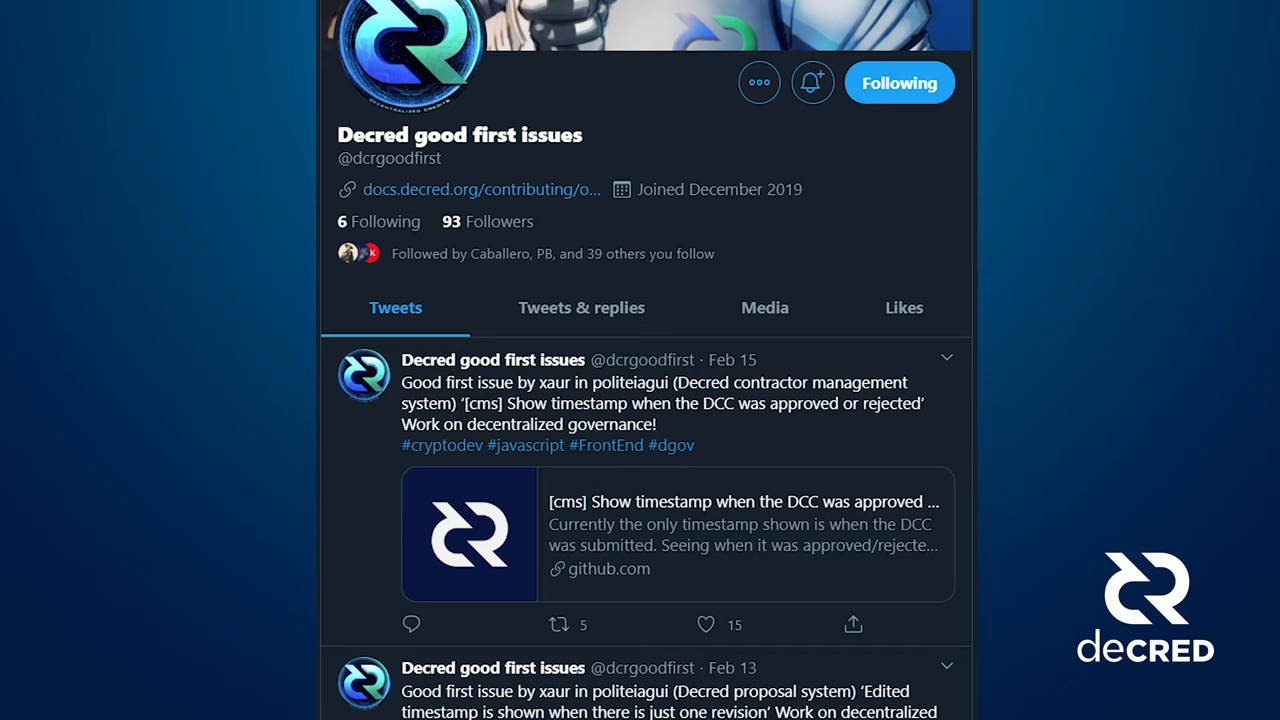 DECENTRALIZED CREDITS
Following
Decred good first issues
@dcrgoodfirst
docs.decred.org/contributing/o... Joined December 2019
6 Following 93 Followers
K
Followed by Caballero, PB, and 39 others you follow
Tweets Tweets & replies Media Likes
Decred good first issues @dcrgoodfirst · Feb 15
Good first issue by xaur in politeiagui (Decred contractor management
system) ‘[cms] Show timestamp when the DCC was approved or rejected’
Work on decentralized governance!
#cryptodev #javascript #FrontEnd #dgov
[cms] Show timestamp when the DCC was approved ...
Currently the only timestamp shown is when the DCC
was submitted. Seeing when it was approved/rejecte...
github.com
5 15
Decred good first issues @dcrgoodfirst · Feb 13
Good first issue by xaur in politeiagui (Decred proposal system) ‘Edited
timestamp is shown when there is just one revision’ Work on decentralized
decRED